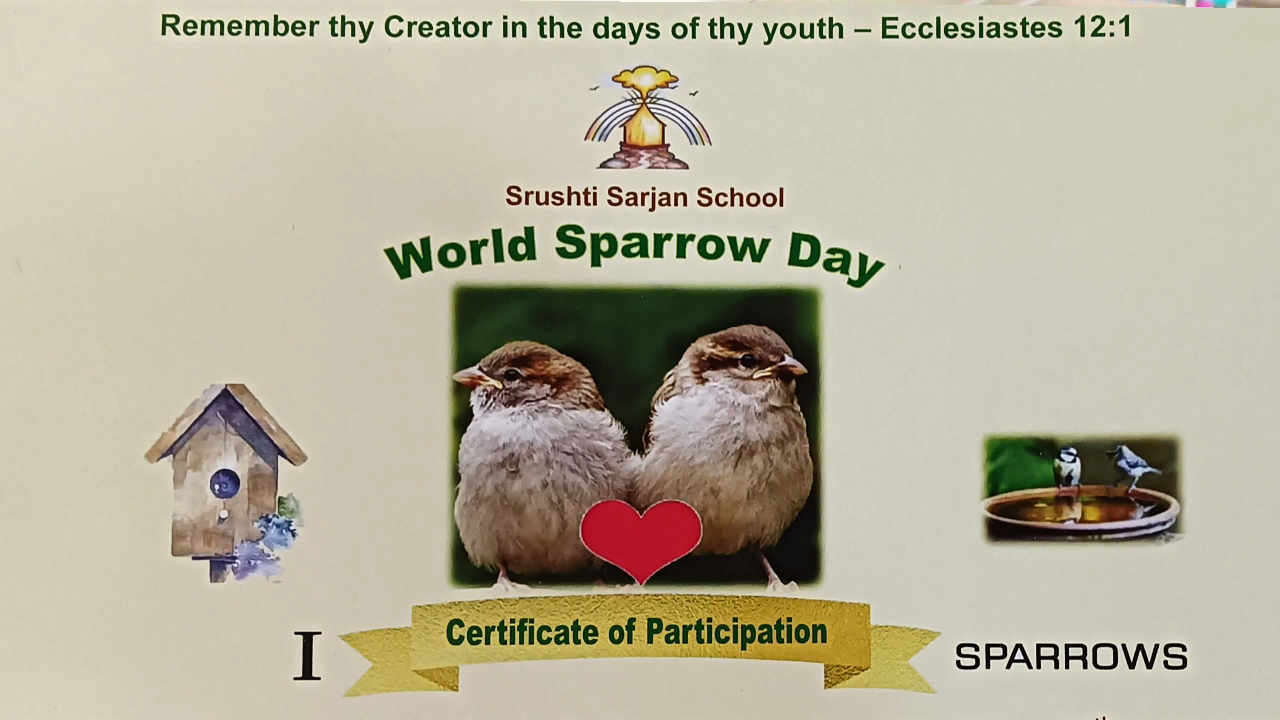 Remember thy Creator in the days of thy youth – Ecclesiastes 12:1
Srushti Sarjan School
World Sparrow Day
Certificate of Participation
I
SPARROWS